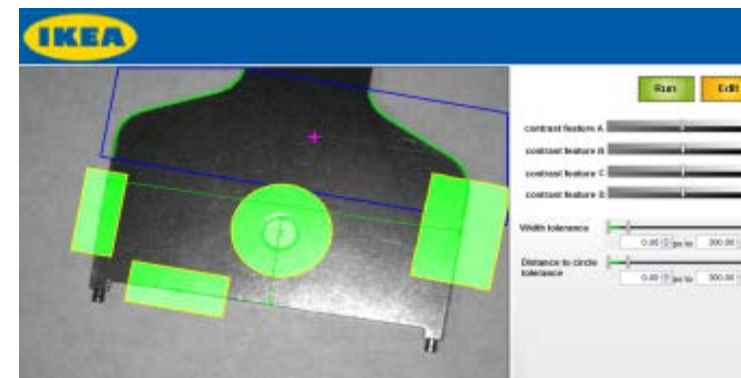 IKEA
Run Edit
contrast feature A
contrast feature B
contrast feature C
contrast feature D
Width tolerance
0.00 px to 300.00
Distance to circle
tolerance
0.00 px to 300.00